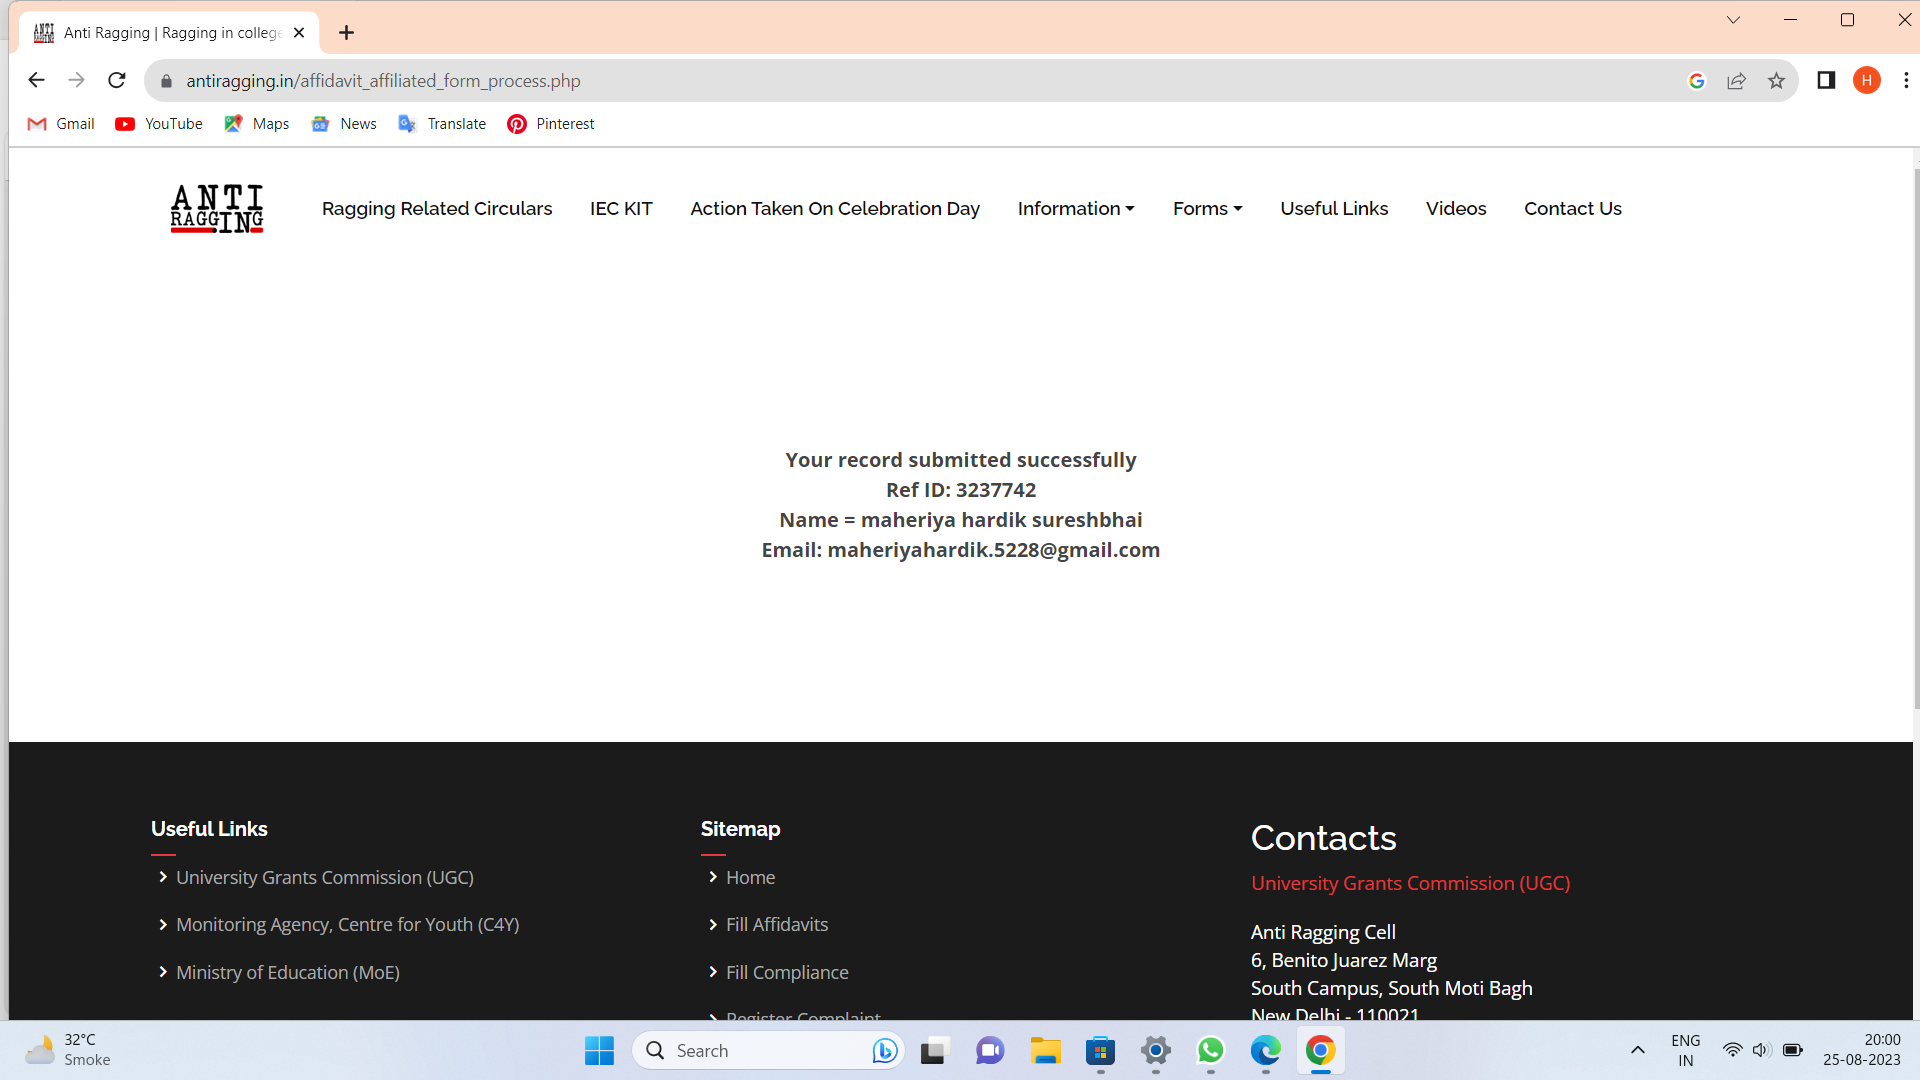 Anti Ragging | Ragging in college
antiragging.in/affidavit_affiliated_form_process.php
H
Gmail
YouTube
Maps
News
Translate
Pinterest
ANTI
RAGGING
.IN
Ragging Related Circulars
IEC KIT
Action Taken On Celebration Day
Information
Forms
Useful Links
Videos
Contact Us
Your record submitted successfully
Ref ID: 3237742
Name = maheriya hardik sureshbhai
Email: maheriyahardik.5228@gmail.com
Useful Links
University Grants Commission (UGC)
Monitoring Agency, Centre for Youth (C4Y)
Ministry of Education (MoE)
Sitemap
Home
Fill Affidavits
Fill Compliance
Register Complaint
Contacts
University Grants Commission (UGC)
Anti Ragging Cell
6, Benito Juarez Marg
South Campus, South Moti Bagh
New Delhi - 110021
32°C
Smoke
Search
ENG
IN
20:00
25-08-2023